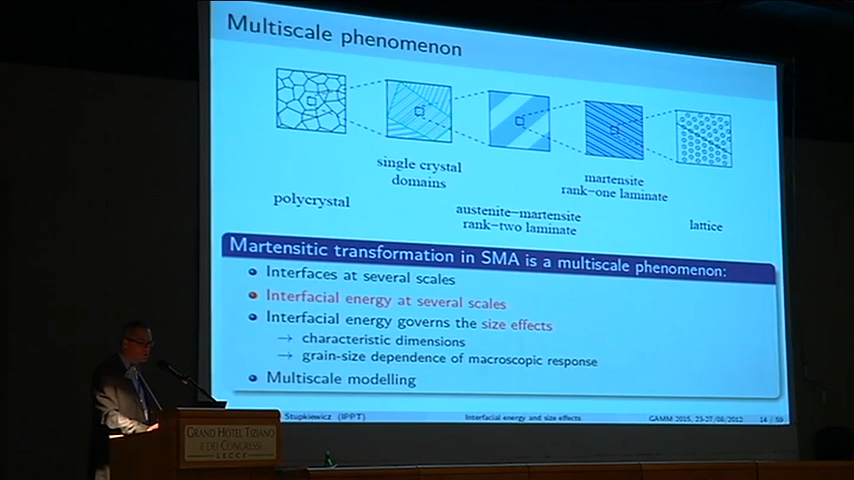 Multiscale phenomenon
polycrystal
single crystal
domains
austenite-martensite
rank-two laminate
martensite
rank-one laminate
lattice
Martensitic transformation in SMA is a multiscale phenomenon:
Interfaces at several scales
Interfacial energy at several scales
Interfacial energy governs the size effects
→ characteristic dimensions
→ grain-size dependence of macroscopic response
Multiscale modelling
Stupkiewicz (IPPT)
Interfacial energy and size effects
GAMM 2015, 23-27/08/2012
14 / 59
GRAND HOTEL TIZIANO
E DEI CONGRESSI
LECCE